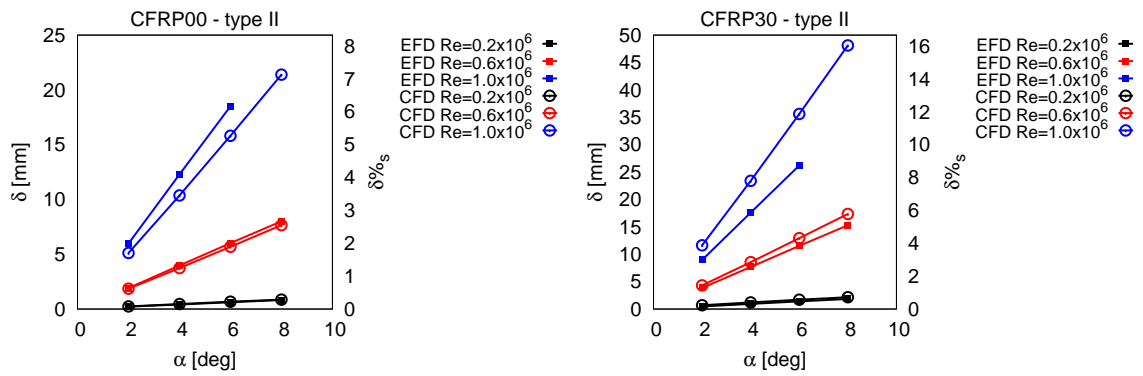 CFRP00 - type II
δ [mm]
25
20
15
10
5
0
0 2 4 6 8 10
α [deg]
8
7
6
5
4
3
2
1
0
δ%s
EFD Re=0.2x10^6
EFD Re=0.6x10^6
EFD Re=1.0x10^6
CFD Re=0.2x10^6
CFD Re=0.6x10^6
CFD Re=1.0x10^6
CFRP30 - type II
δ [mm]
50
45
40
35
30
25
20
15
10
5
0
0 2 4 6 8 10
α [deg]
16
14
12
10
8
6
4
2
0
δ%s
EFD Re=0.2x10^6
EFD Re=0.6x10^6
EFD Re=1.0x10^6
CFD Re=0.2x10^6
CFD Re=0.6x10^6
CFD Re=1.0x10^6